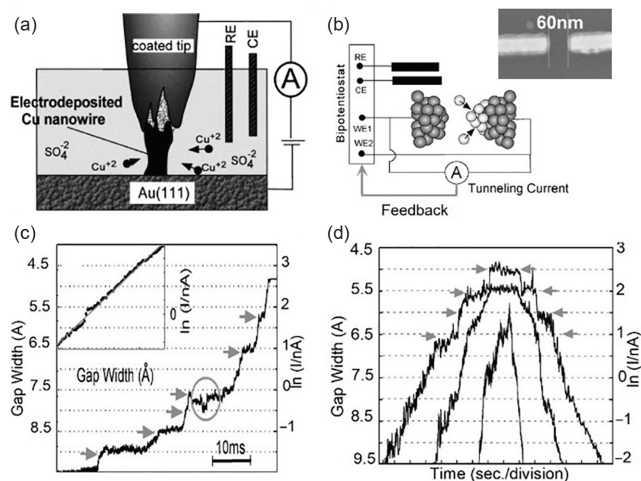 (a)
coated tip
RE
CE
A
Electrodeposited
Cu nanowire
SO4-2
Cu+2
Cu+2
Cu+2
SO4-2
Au(111)
(b)
60nm
Bipotentiostat
RE
CE
WE1
WE2
A
Tunneling Current
Feedback
(c)
4.5
5.5
6.5
7.5
8.5
Gap Width (A)
ln (I/nA)
0
Gap Width (Å)
10ms
3
2
1
0
−1
ln (I/nA)
(d)
4.5
5.5
6.5
7.5
8.5
9.5
Gap Width (A)
Time (sec./division)
2
1
0
−1
−2
ln (I/nA)